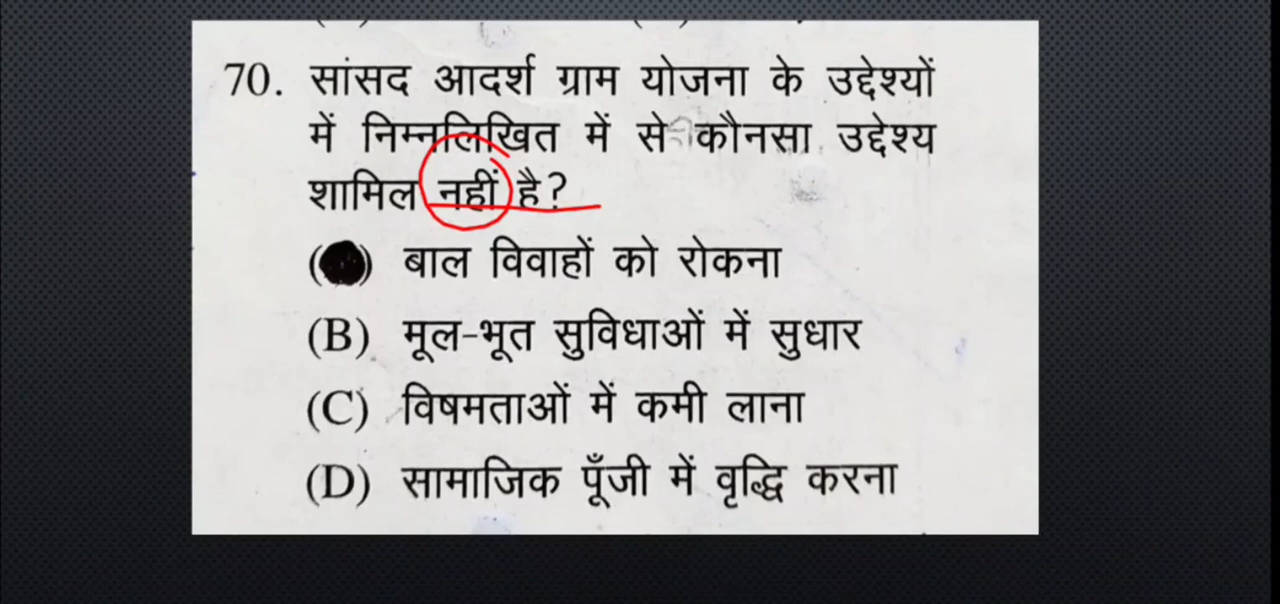 70. सांसद आदर्श ग्राम योजना के उद्देश्यों
में निम्नलिखित में से कौनसा उद्देश्य
शामिल नहीं है?
( ) बाल विवाहों को रोकना
(B) मूल-भूत सुविधाओं में सुधार
(C) विषमताओं में कमी लाना
(D) सामाजिक पूँजी में वृद्धि करना